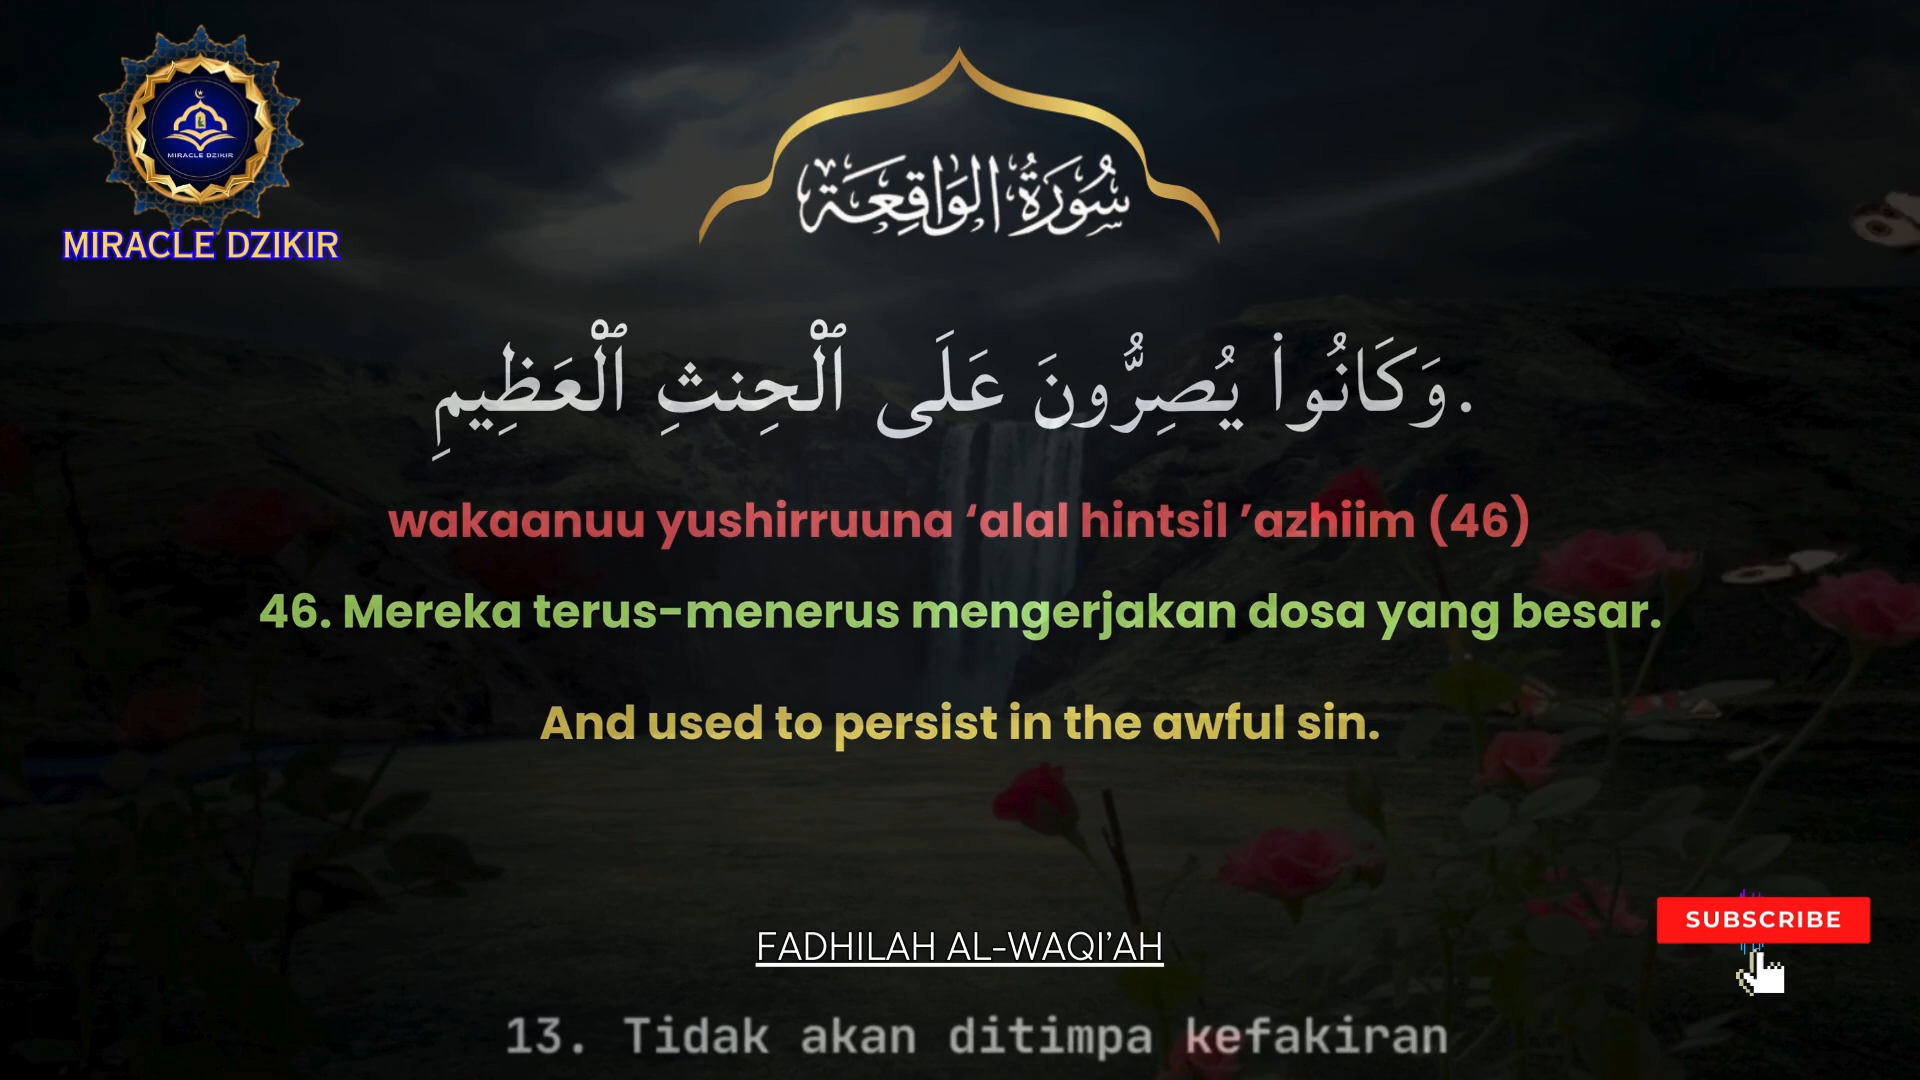 MIRACLE DZIKIR
MIRACLE DZIKIR
سُورَةُ الوَاقِعَة
وَكَانُوا۟ يُصِرُّونَ عَلَى ٱلْحِنثِ ٱلْعَظِيمِ.
wakaanuu yushirruuna ‘alal hintsil ’azhiim (46)
46. Mereka terus-menerus mengerjakan dosa yang besar.
And used to persist in the awful sin.
SUBSCRIBE
FADHILAH AL-WAQI’AH
13. Tidak akan ditimpa kefakiran